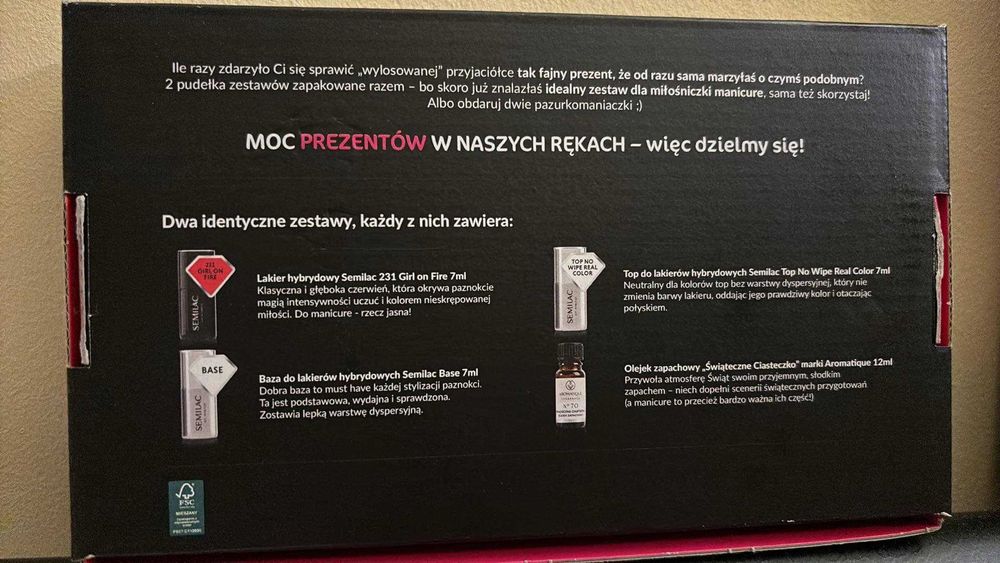 Ile razy zdarzyło Ci się sprawić „wylosowanej” przyjaciółce tak fajny prezent, że od razu sama marzyłaś o czymś podobnym?
2 pudełka zestawów zapakowane razem – bo skoro już znalazłaś idealny zestaw dla miłośniczki manicure, sama też skorzystaj!
Albo obdaruj dwie pazurkomaniaczki ;)
MOC PREZENTÓW W NASZYCH RĘKACH – więc dzielmy się!
Dwa identyczne zestawy, każdy z nich zawiera:
231
GIRL ON
FIRE
SEMILAC
Lakier hybrydowy Semilac 231 Girl on Fire 7ml
Klasyczna i głęboka czerwień, która okrywa paznokcie
magią intensywności uczuć i kolorem nieskrępowanej
miłości. Do manicure - rzecz jasna!
BASE
SEMILAC
Baza do lakierów hybrydowych Semilac Base 7ml
Dobra baza to must have każdej stylizacji paznokci.
Ta jest podstawowa, wydajna i sprawdzona.
Zostawia lepką warstwę dyspersyjną.
TOP NO
WIPE REAL
COLOR
SEMILAC
Top do lakierów hybrydowych Semilac Top No Wipe Real Color 7ml
Neutralny dla kolorów top bez warstwy dyspersyjnej, który nie
zmienia barwy lakieru, oddając jego prawdziwy kolor i otaczając
połyskiem.
AROMATIQUE
Nº 70
Olejek zapachowy „Świąteczne Ciasteczko” marki Aromatique 12ml
Przywoła atmosferę Świąt swoim przyjemnym, słodkim
zapachem – niech dopełni scenerii świątecznych przygotowań
(a manicure to przecież bardzo ważna ich część!)
FSC
MIESZANY